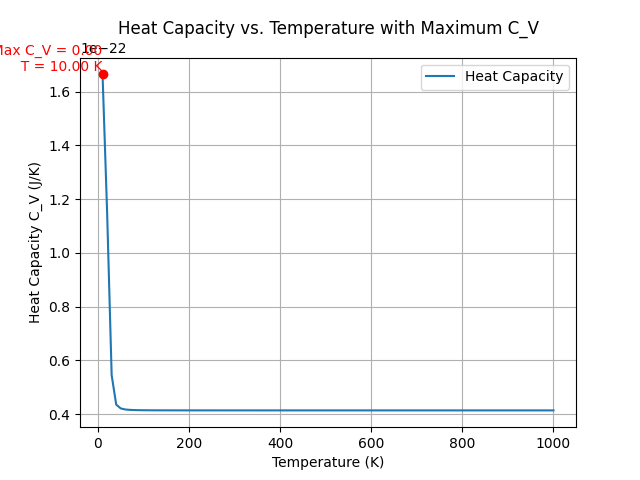 Heat Capacity vs. Temperature with Maximum C_V
Max C_V = 0.00
T = 10.00 K
1e−22
Heat Capacity
1.6
1.4
1.2
1.0
0.8
0.6
0.4
Heat Capacity C_V (J/K)
0 200 400 600 800 1000
Temperature (K)